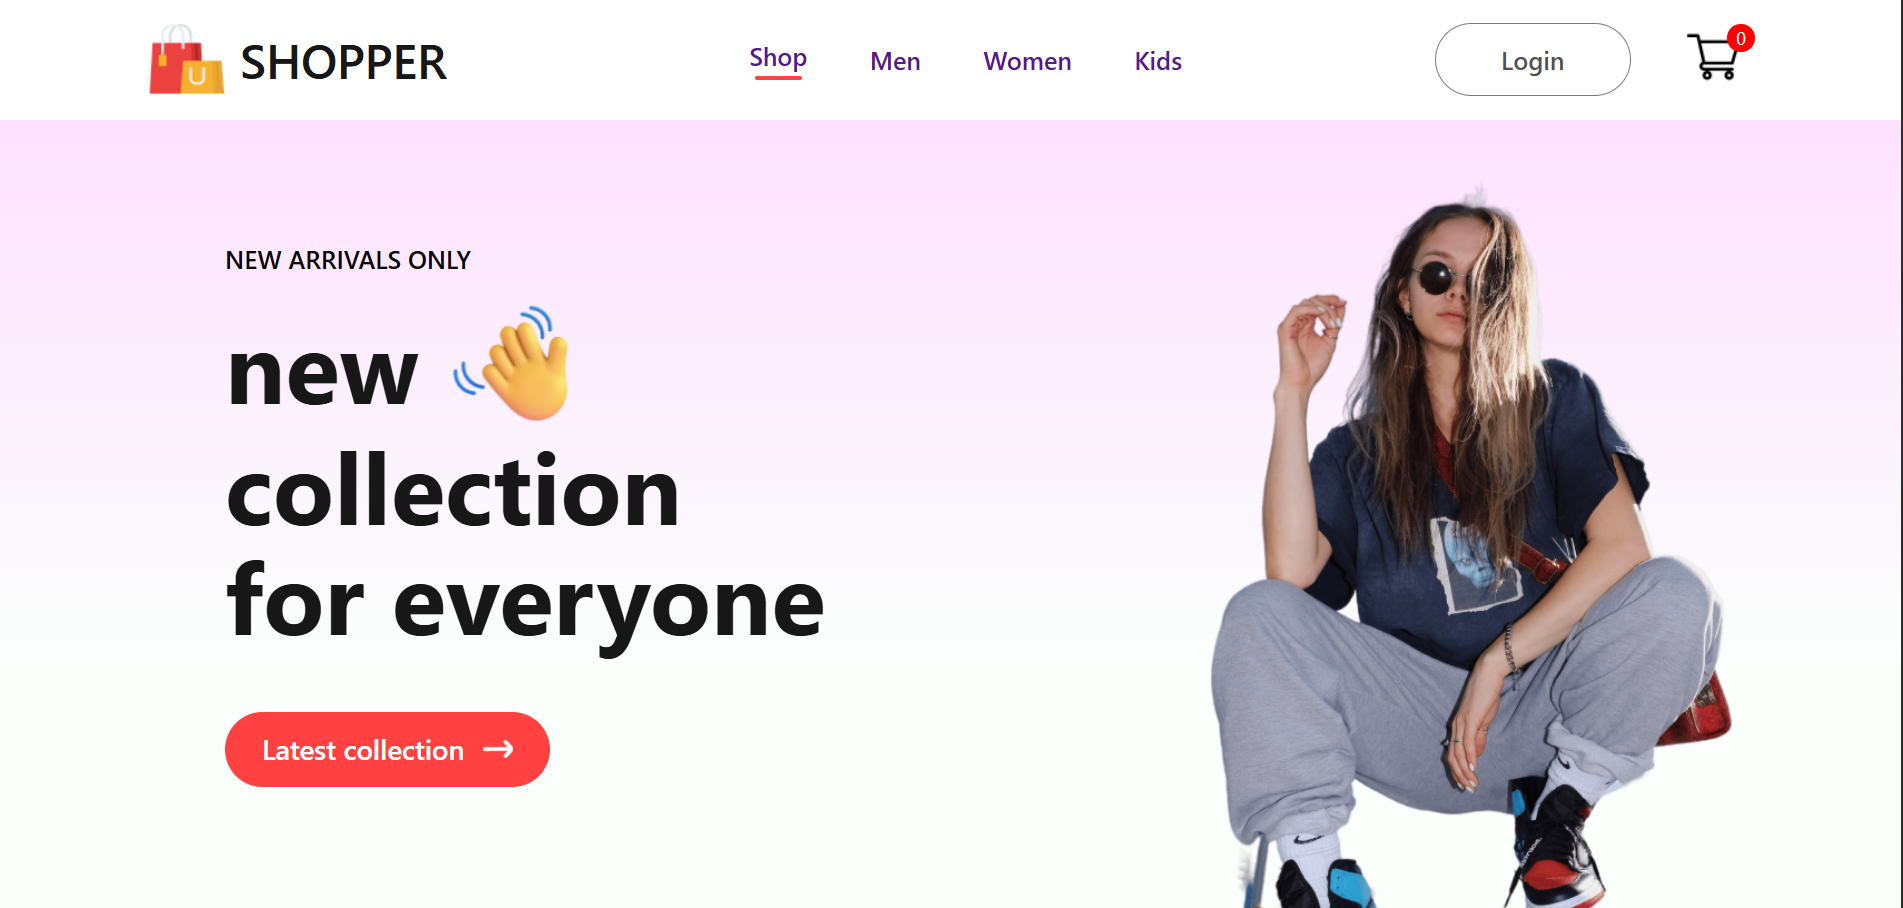 SHOPPER
Shop
Men
Women
Kids
Login
0
NEW ARRIVALS ONLY
new
collection
for everyone
Latest collection